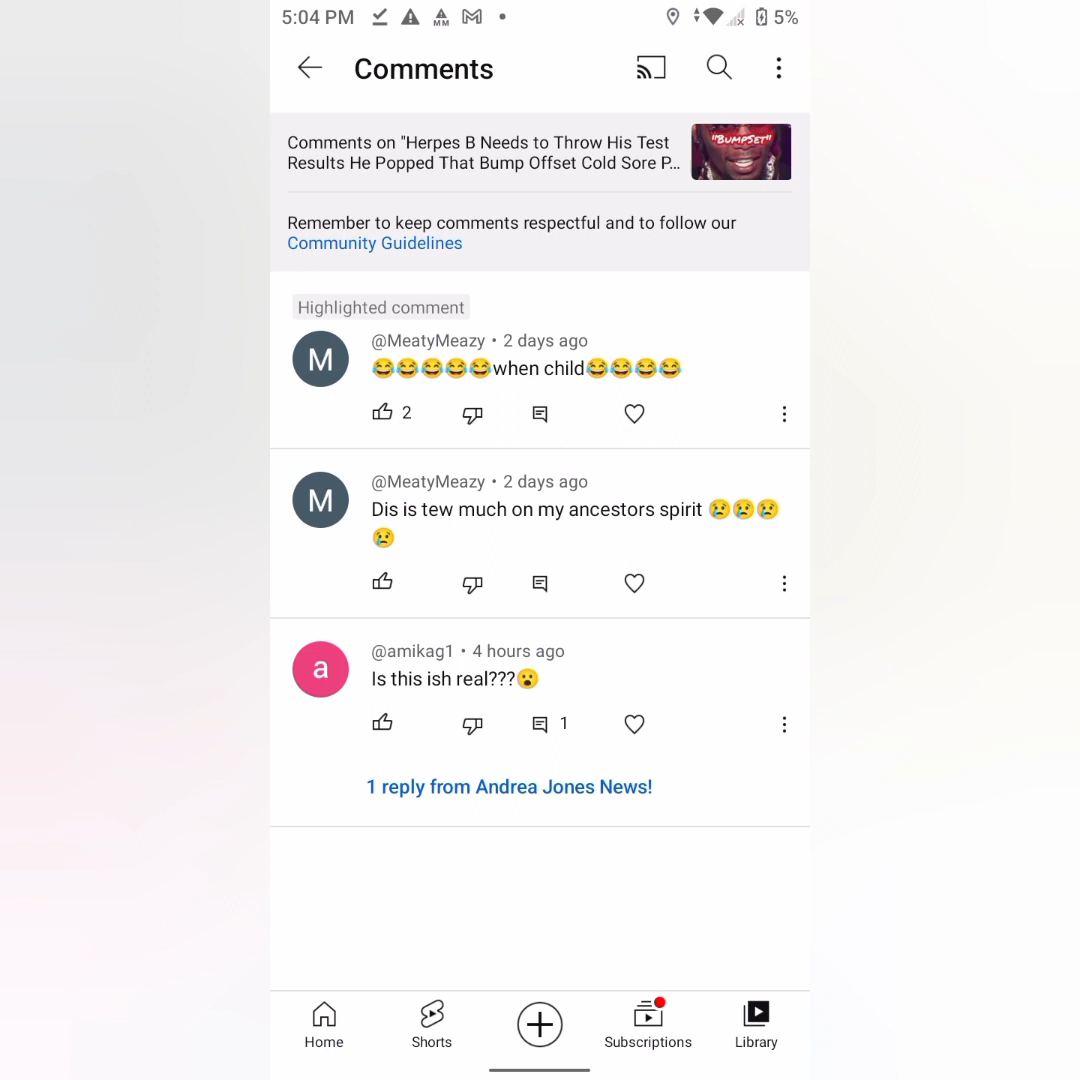 5:04 PM MM 5%
Comments
Comments on "Herpes B Needs to Throw His Test
Results He Popped That Bump Offset Cold Sore P...
"BUMPSET"
Remember to keep comments respectful and to follow our
Community Guidelines
Highlighted comment
M
@MeatyMeazy • 2 days ago
😂😂😂😂😂when child😂😂😂😂
2
M
@MeatyMeazy • 2 days ago
Dis is tew much on my ancestors spirit 😢😢😢
😢
a
@amikag1 • 4 hours ago
Is this ish real???😮
1
1 reply from Andrea Jones News!
Home Shorts Subscriptions Library